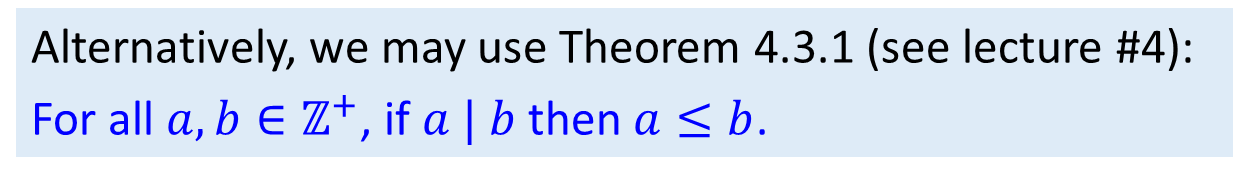 Alternatively, we may use Theorem 4.3.1 (see lecture #4):
For all 𝑎, 𝑏 ∈ ℤ⁺, if 𝑎 | 𝑏 then 𝑎 ≤ 𝑏.